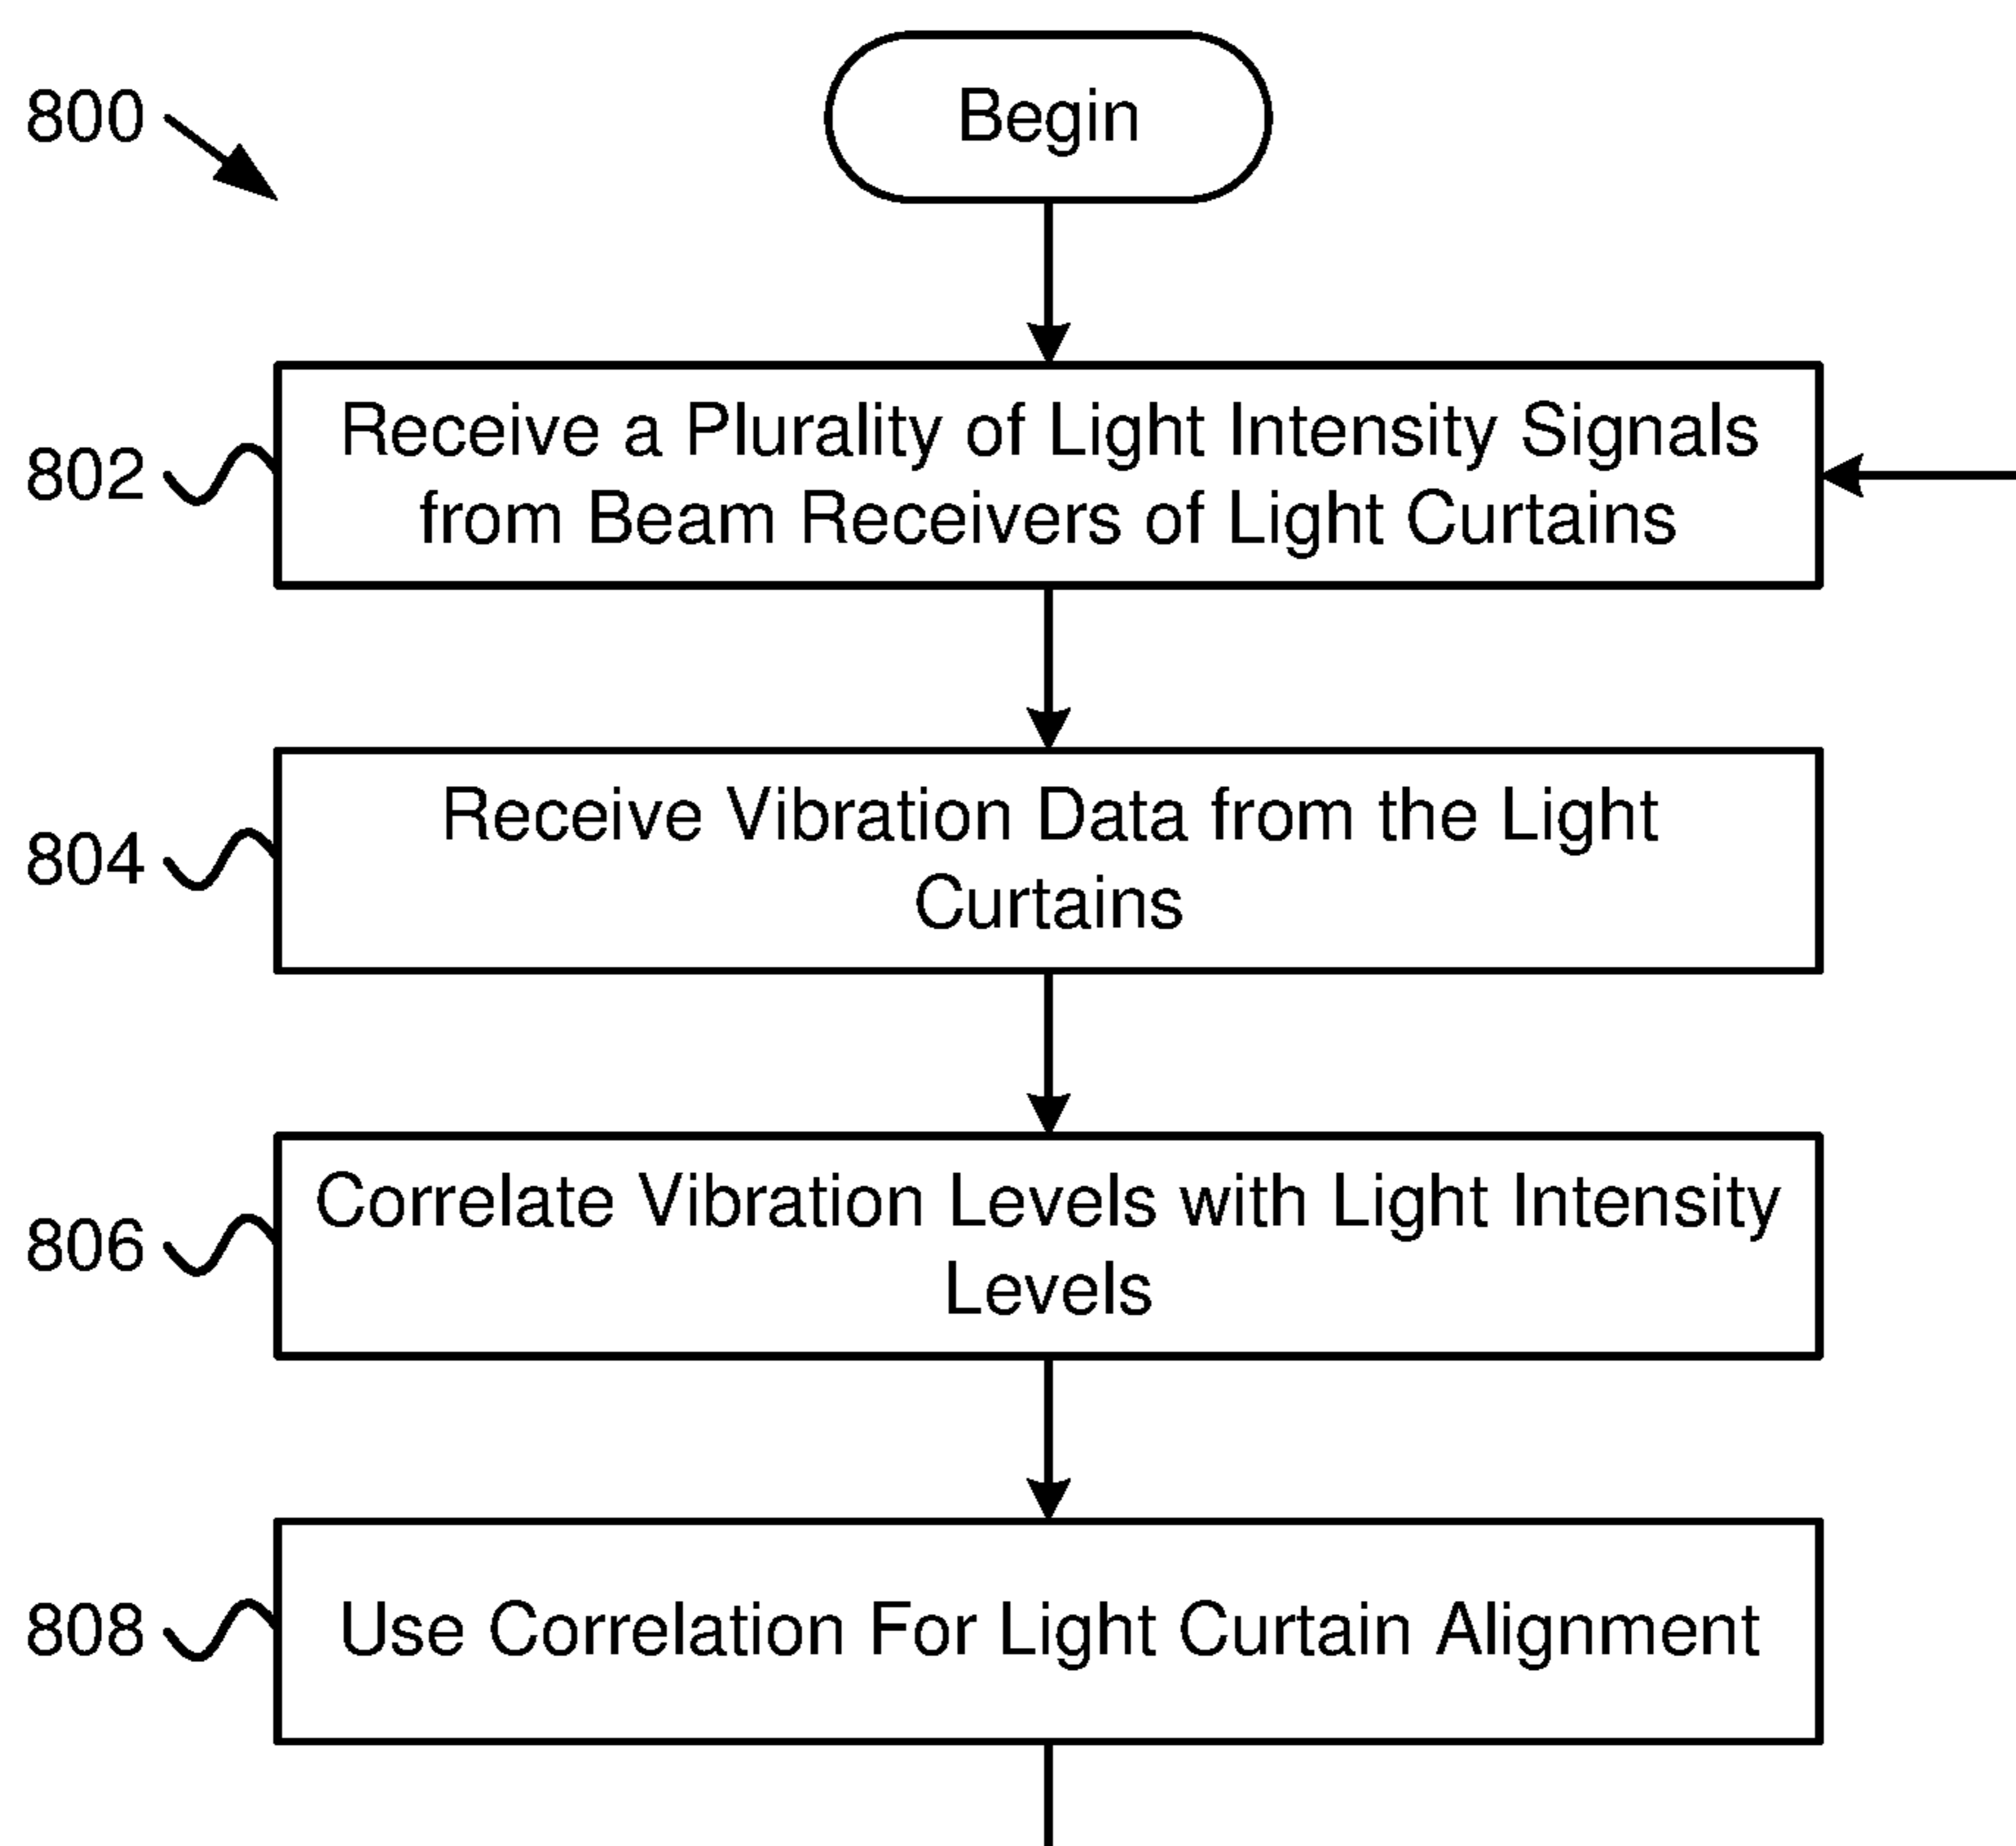 800
Begin
802
Receive a Plurality of Light Intensity Signals
from Beam Receivers of Light Curtains
804
Receive Vibration Data from the Light
Curtains
806
Correlate Vibration Levels with Light Intensity
Levels
808
Use Correlation For Light Curtain Alignment